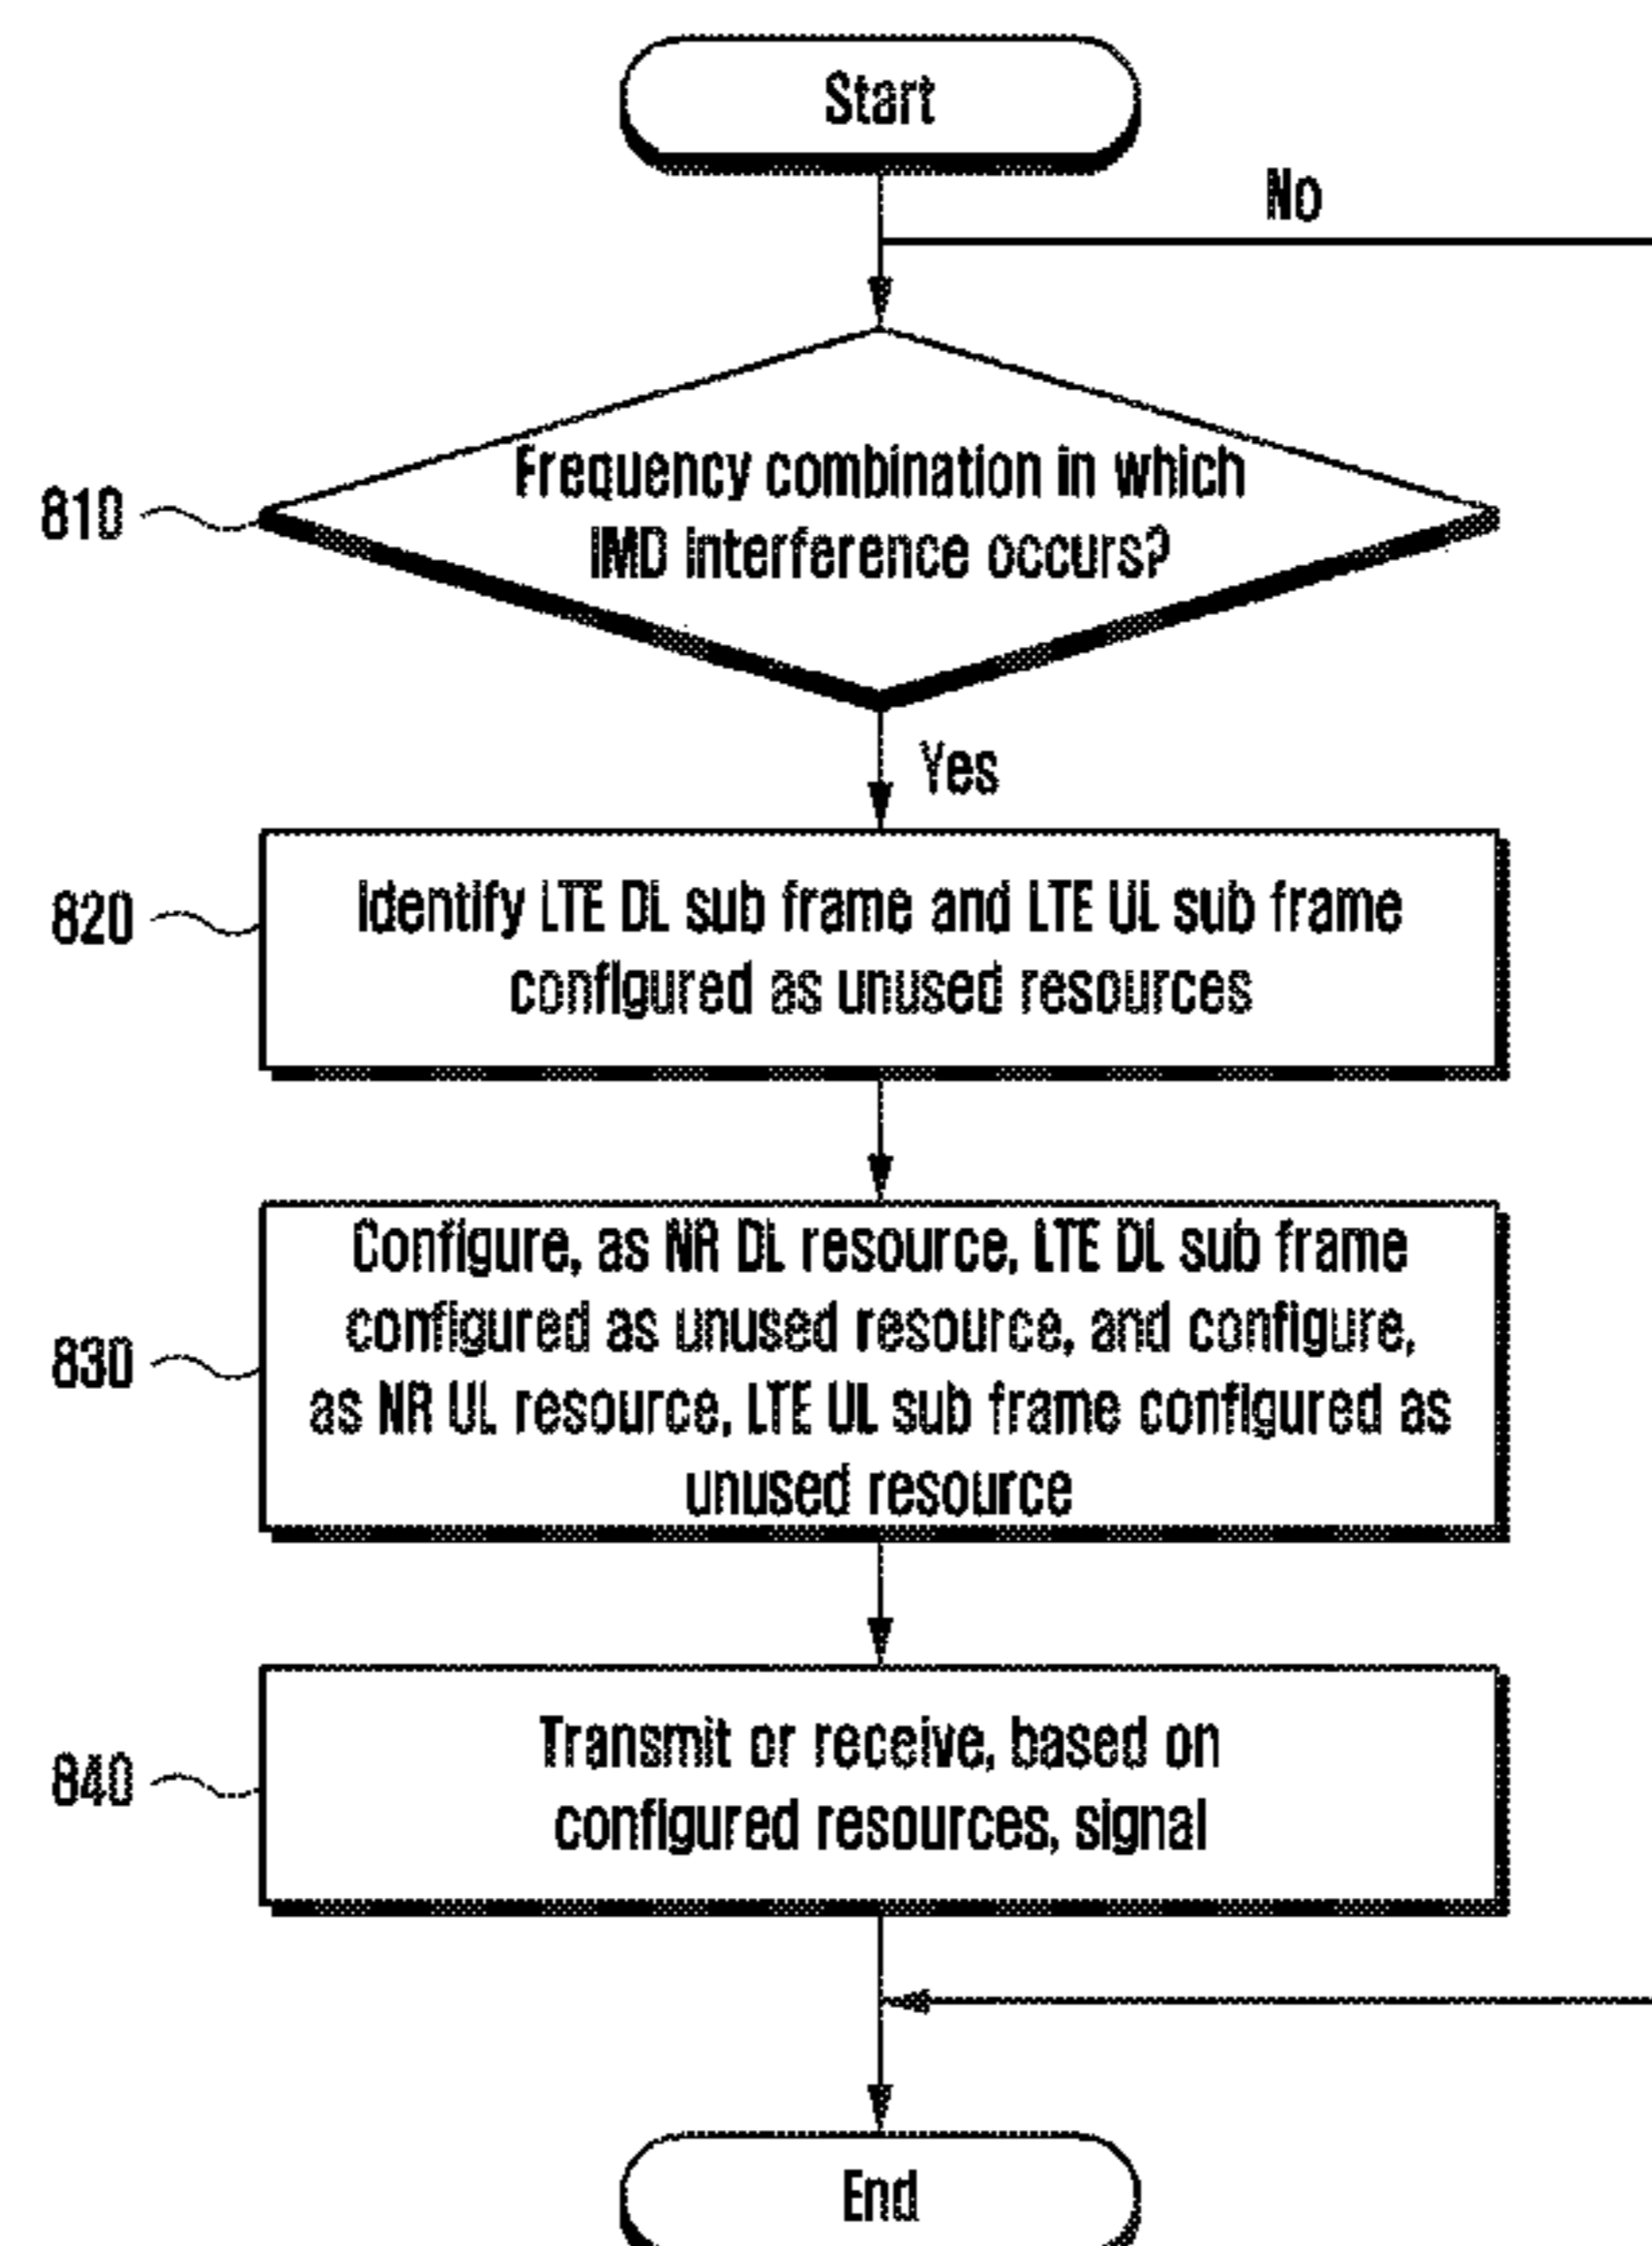 Start
No
810
Frequency combination in which
IMD interference occurs?
Yes
820
Identify LTE DL sub frame and LTE UL sub frame
configured as unused resources
830
Configure, as NR DL resource, LTE DL sub frame
configured as unused resource, and configure,
as NR UL resource, LTE UL sub frame configured as
unused resource
840
Transmit or receive, based on
configured resources, signal
End